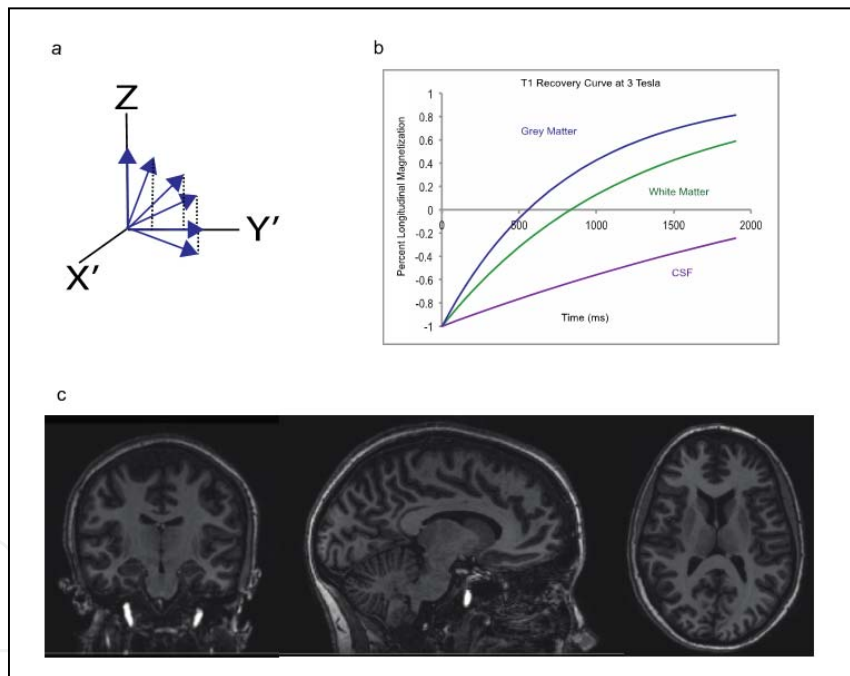 a
Z
Y'
X'
b
T1 Recovery Curve at 3 Tesla
Percent Longitudinal Magnetization
1
0.8
0.6
0.4
0.2
0
-0.2
-0.4
-0.6
-0.8
-1
Grey Matter
White Matter
CSF
0 500 1000 1500 2000
Time (ms)
c